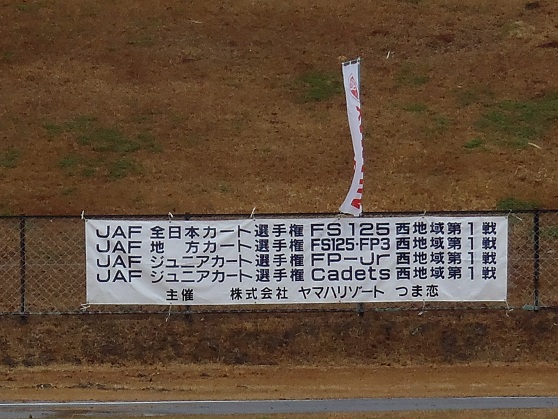 JAF 全日本カート選手権 FS125 西地域第1戦
JAF 地方カート選手権 FS125・FP3 西地域第1戦
JAF ジュニアカート選手権 FP-Jr 西地域第1戦
JAF ジュニアカート選手権 Cadets 西地域第1戦
主催 株式会社 ヤマハリゾート つま恋